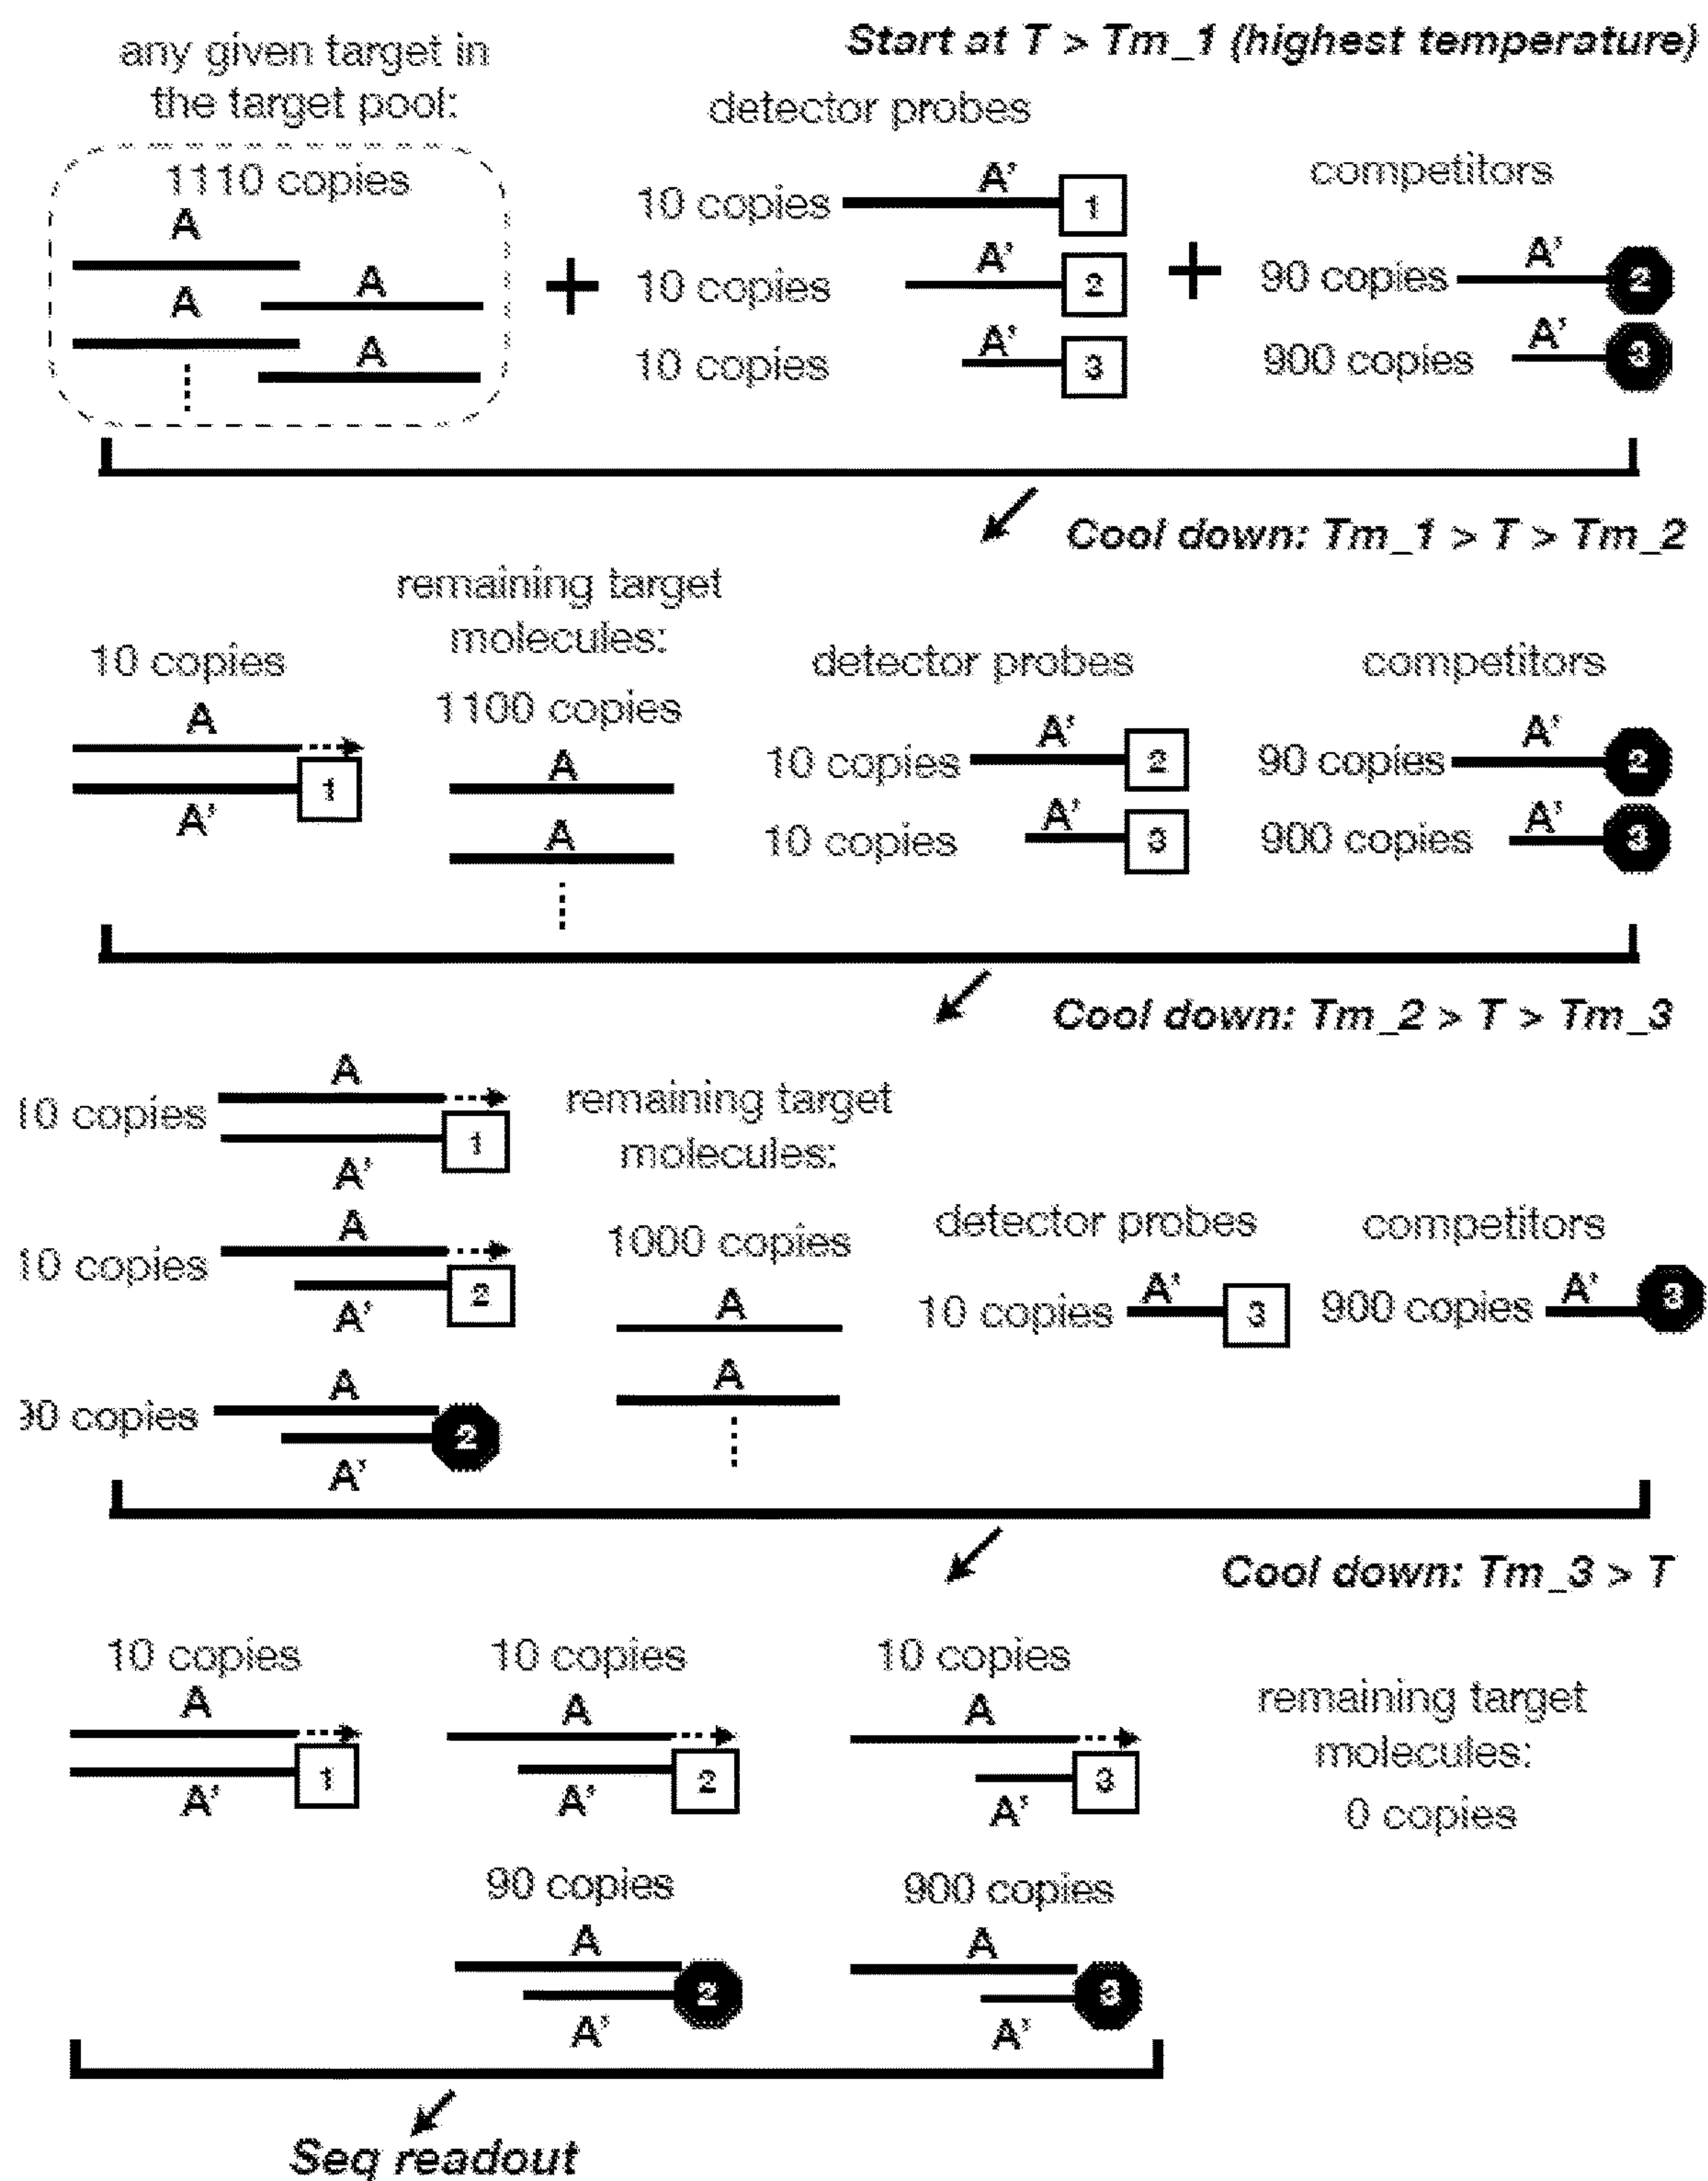 Start at T > Tm_1 (highest temperature)
any given target in
the target pool:
1110 copies
A
A
A
A
detector probes
10 copies
A'
1
10 copies
A'
2
10 copies
A'
3
competitors
90 copies
A'
2
900 copies
A'
3
+
+
Cool down: Tm_1 > T > Tm_2
10 copies
A
A'
1
remaining target
molecules:
1100 copies
A
A
detector probes
10 copies
A'
2
10 copies
A'
3
competitors
90 copies
A'
2
900 copies
A'
3
Cool down: Tm_2 > T > Tm_3
10 copies
A
A'
1
10 copies
A
A'
2
90 copies
A
A'
2
remaining target
molecules:
1000 copies
A
A
detector probes
10 copies
A'
3
competitors
900 copies
A'
3
Cool down: Tm_3 > T
10 copies
A
A'
1
10 copies
A
A'
2
10 copies
A
A'
3
remaining target
molecules:
0 copies
90 copies
A
A'
2
900 copies
A
A'
3
Seq readout